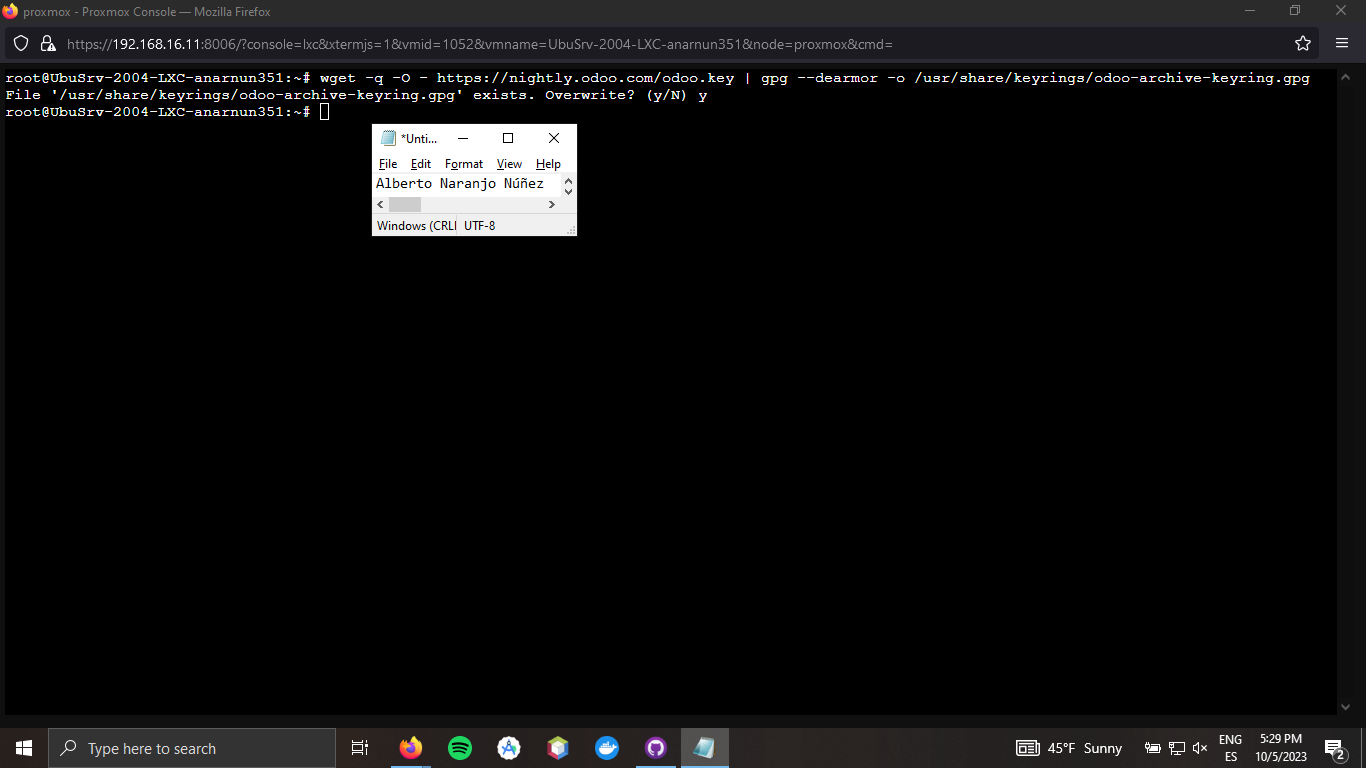 proxmox - Proxmox Console — Mozilla Firefox
https://192.168.16.11:8006/?console=lxc&xtermjs=1&vmid=1052&vmname=UbuSrv-2004-LXC-anarnun351&node=proxmox&cmd=
root@UbuSrv-2004-LXC-anarnun351:~# wget -q -O - https://nightly.odoo.com/odoo.key | gpg --dearmor -o /usr/share/keyrings/odoo-archive-keyring.gpg
File '/usr/share/keyrings/odoo-archive-keyring.gpg' exists. Overwrite? (y/N) y
root@UbuSrv-2004-LXC-anarnun351:~#
*Unti...
File Edit Format View Help
Alberto Naranjo Núñez
Windows (CRLI UTF-8
Type here to search
45°F Sunny
ENG
ES
5:29 PM
10/5/2023
2